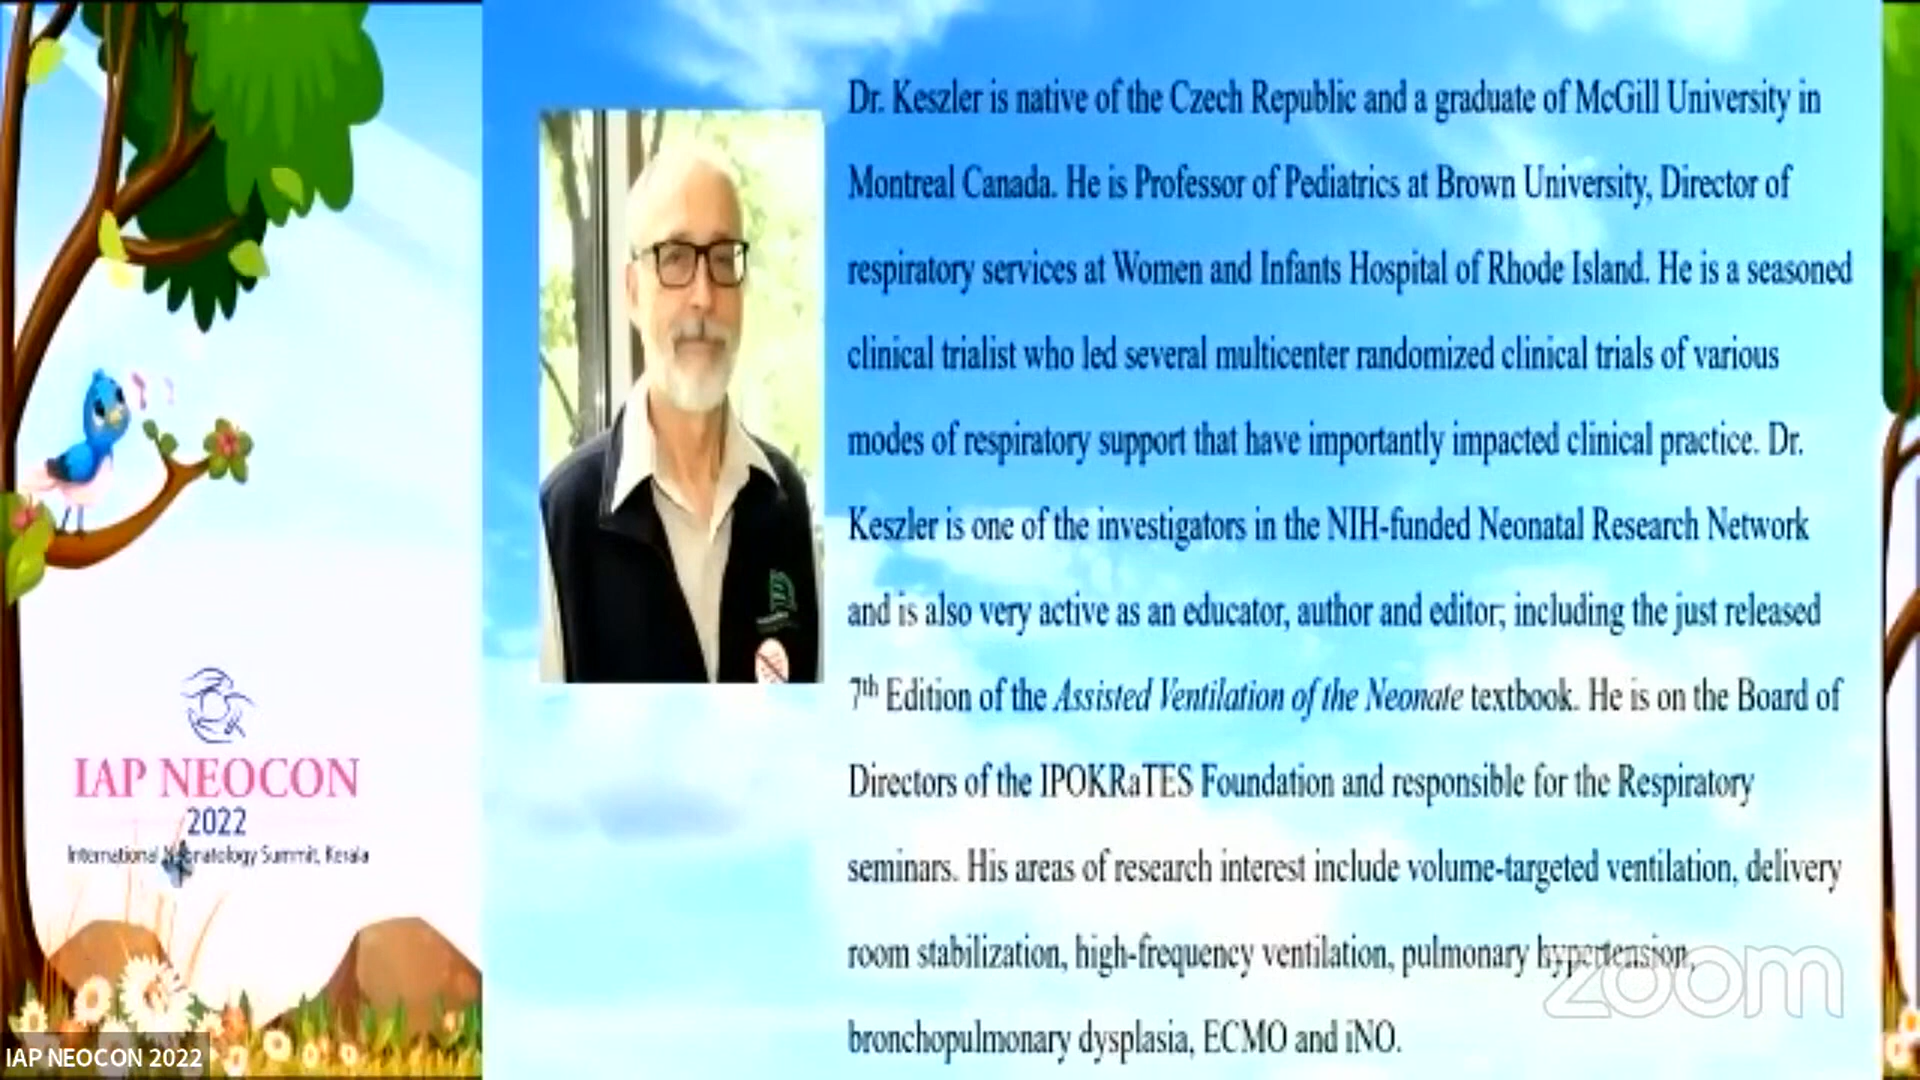 Dr. Keszler is native of the Czech Republic and a graduate of McGill University in
Montreal Canada. He is Professor of Pediatrics at Brown University, Director of
respiratory services at Women and Infants Hospital of Rhode Island. He is a seasoned
clinical trialist who led several multicenter randomized clinical trials of various
modes of respiratory support that have importantly impacted clinical practice. Dr.
Keszler is one of the investigators in the NIH-funded Neonatal Research Network
and is also very active as an educator, author and editor; including the just released
7th Edition of the Assisted Ventilation of the Neonate textbook. He is on the Board of
Directors of the IPOKRaTES Foundation and responsible for the Respiratory
seminars. His areas of research interest include volume-targeted ventilation, delivery
room stabilization, high-frequency ventilation, pulmonary hypertension,
bronchopulmonary dysplasia, ECMO and iNO.
IAP NEOCON
2022
International Neonatology Summit, Kerala
zoom
IAP NEOCON 2022